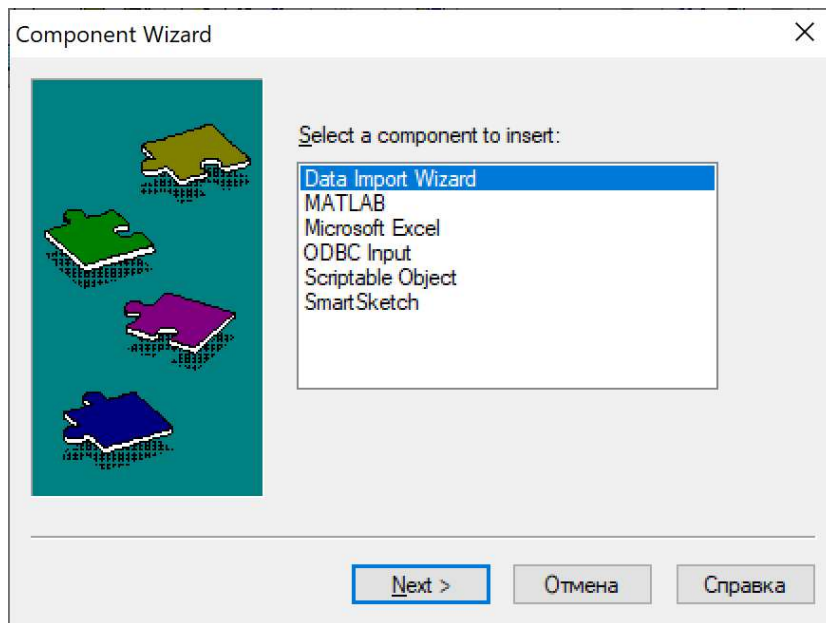 Component Wizard
Select a component to insert:
Data Import Wizard
MATLAB
Microsoft Excel
ODBC Input
Scriptable Object
SmartSketch
Next > Отмена Справка